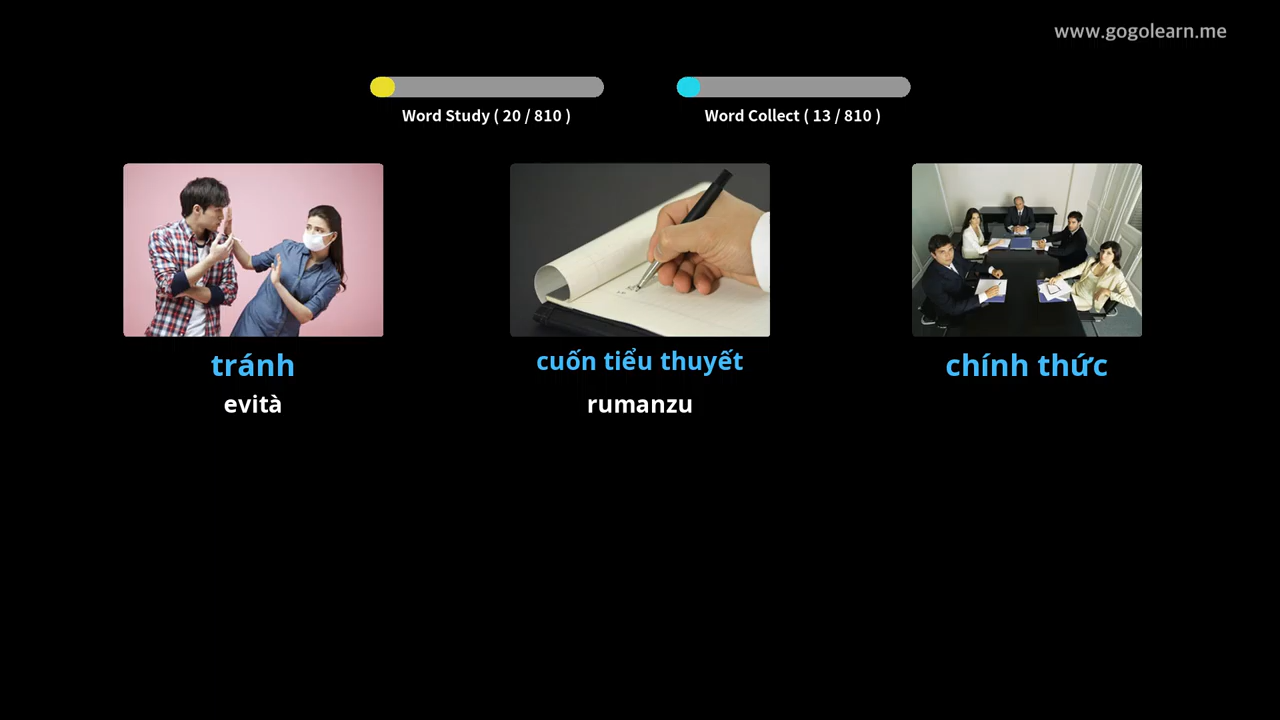 www.gogolearn.me
Word Study ( 20 / 810 )
Word Collect ( 13 / 810 )
tránh
cuốn tiểu thuyết
chính thức
evità
rumanzu